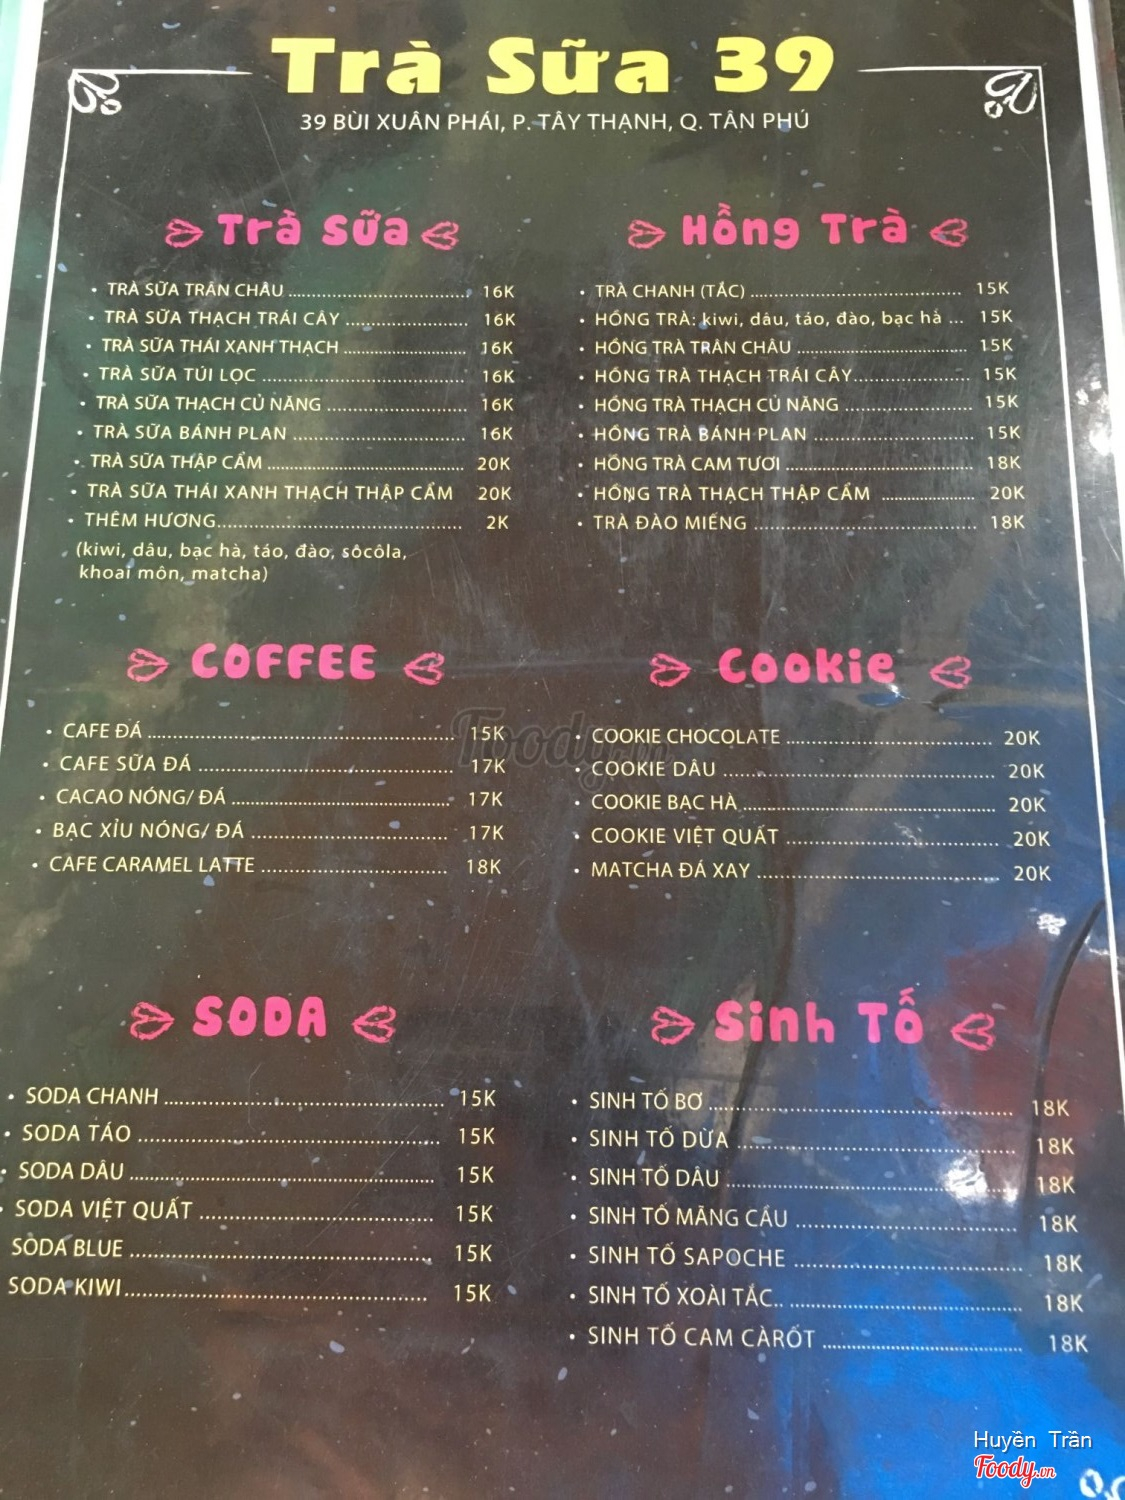 Trà Sữa 39
39 BÙI XUÂN PHÁI, P. TÂY THẠNH, Q. TÂN PHÚ
Trà Sữa
• TRÀ SỮA TRÂN CHÂU ........ 16K
• TRÀ SỮA THẠCH TRÁI CÂY ........ 16K
• TRÀ SỮA THÁI XANH THẠCH ........ 16K
• TRÀ SỮA TÚI LỌC ........ 16K
• TRÀ SỮA THẠCH CỦ NĂNG ........ 16K
• TRÀ SỮA BÁNH PLAN ........ 16K
• TRÀ SỮA THẬP CẨM ........ 20K
• TRÀ SỮA THÁI XANH THẠCH THẬP CẨM 20K
• THÊM HƯƠNG ........ 2K
(kiwi, dâu, bạc hà, táo, đào, sôcôla,
khoai môn, matcha)
Hồng Trà
• TRÀ CHANH (TẮC) ........ 15K
• HỒNG TRÀ: kiwi, dâu, táo, đào, bạc hà ... 15K
• HỒNG TRÀ TRÂN CHÂU ........ 15K
• HỒNG TRÀ THẠCH TRÁI CÂY ........ 15K
• HỒNG TRÀ THẠCH CỦ NĂNG ........ 15K
• HỒNG TRÀ BÁNH PLAN ........ 15K
• HỒNG TRÀ CAM TƯƠI ........ 18K
• HỒNG TRÀ THẠCH THẬP CẨM ........ 20K
• TRÀ ĐÀO MIẾNG ........ 18K
COFFEE
• CAFE ĐÁ ........ 15K
• CAFE SỮA ĐÁ ........ 17K
• CACAO NÓNG/ ĐÁ ........ 17K
• BẠC XỈU NÓNG/ ĐÁ ........ 17K
• CAFE CARAMEL LATTE ........ 18K
Cookie
• COOKIE CHOCOLATE ........ 20K
• COOKIE DÂU ........ 20K
• COOKIE BẠC HÀ ........ 20K
• COOKIE VIỆT QUẤT ........ 20K
• MATCHA ĐÁ XAY ........ 20K
SODA
• SODA CHANH ........ 15K
• SODA TÁO ........ 15K
• SODA DÂU ........ 15K
• SODA VIỆT QUẤT ........ 15K
SODA BLUE ........ 15K
SODA KIWI ........ 15K
Sinh Tố
• SINH TỐ BƠ ........ 18K
• SINH TỐ DỪA ........ 18K
• SINH TỐ DÂU ........ 18K
• SINH TỐ MÃNG CẦU ........ 18K
• SINH TỐ SAPOCHE ........ 18K
• SINH TỐ XOÀI TẮC ........ 18K
• SINH TỐ CAM CÀRỐT ........ 18K
Foody.vn
Huyền Trần
Foody.vn